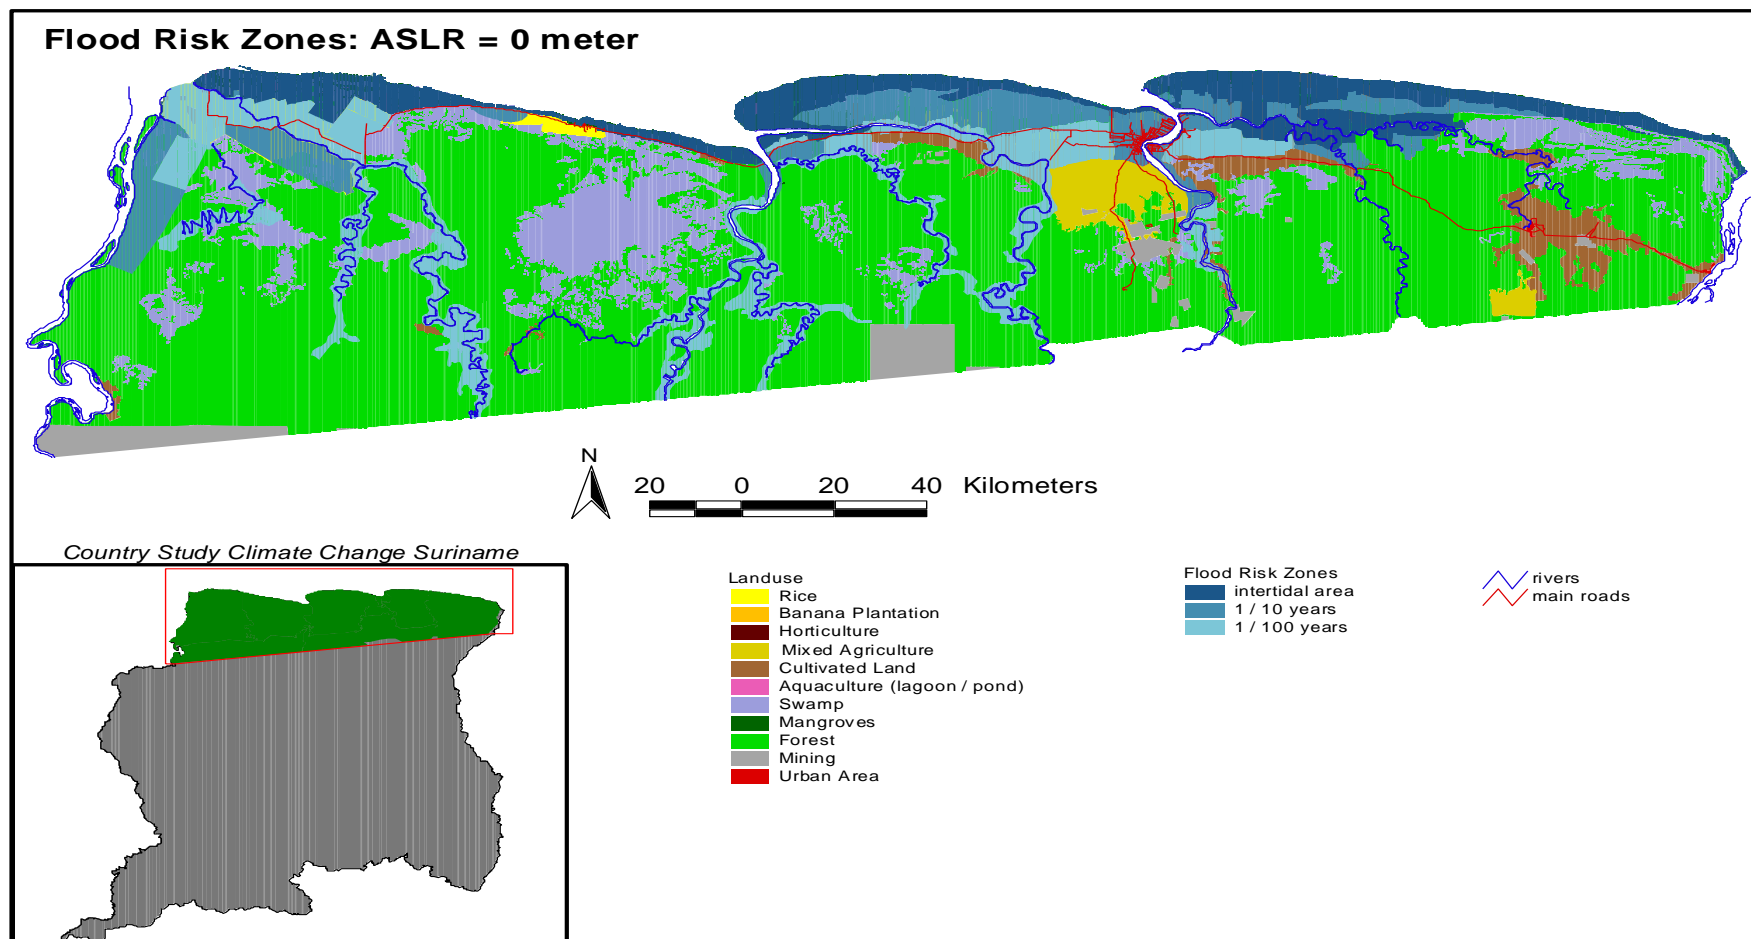 Flood Risk Zones: ASLR = 0 meter
N
20 0 20 40 Kilometers
Country Study Climate Change Suriname
Landuse
Rice
Banana Plantation
Horticulture
Mixed Agriculture
Cultivated Land
Aquaculture (lagoon / pond)
Swamp
Mangroves
Forest
Mining
Urban Area
Flood Risk Zones
intertidal area
1 / 10 years
1 / 100 years
rivers
main roads